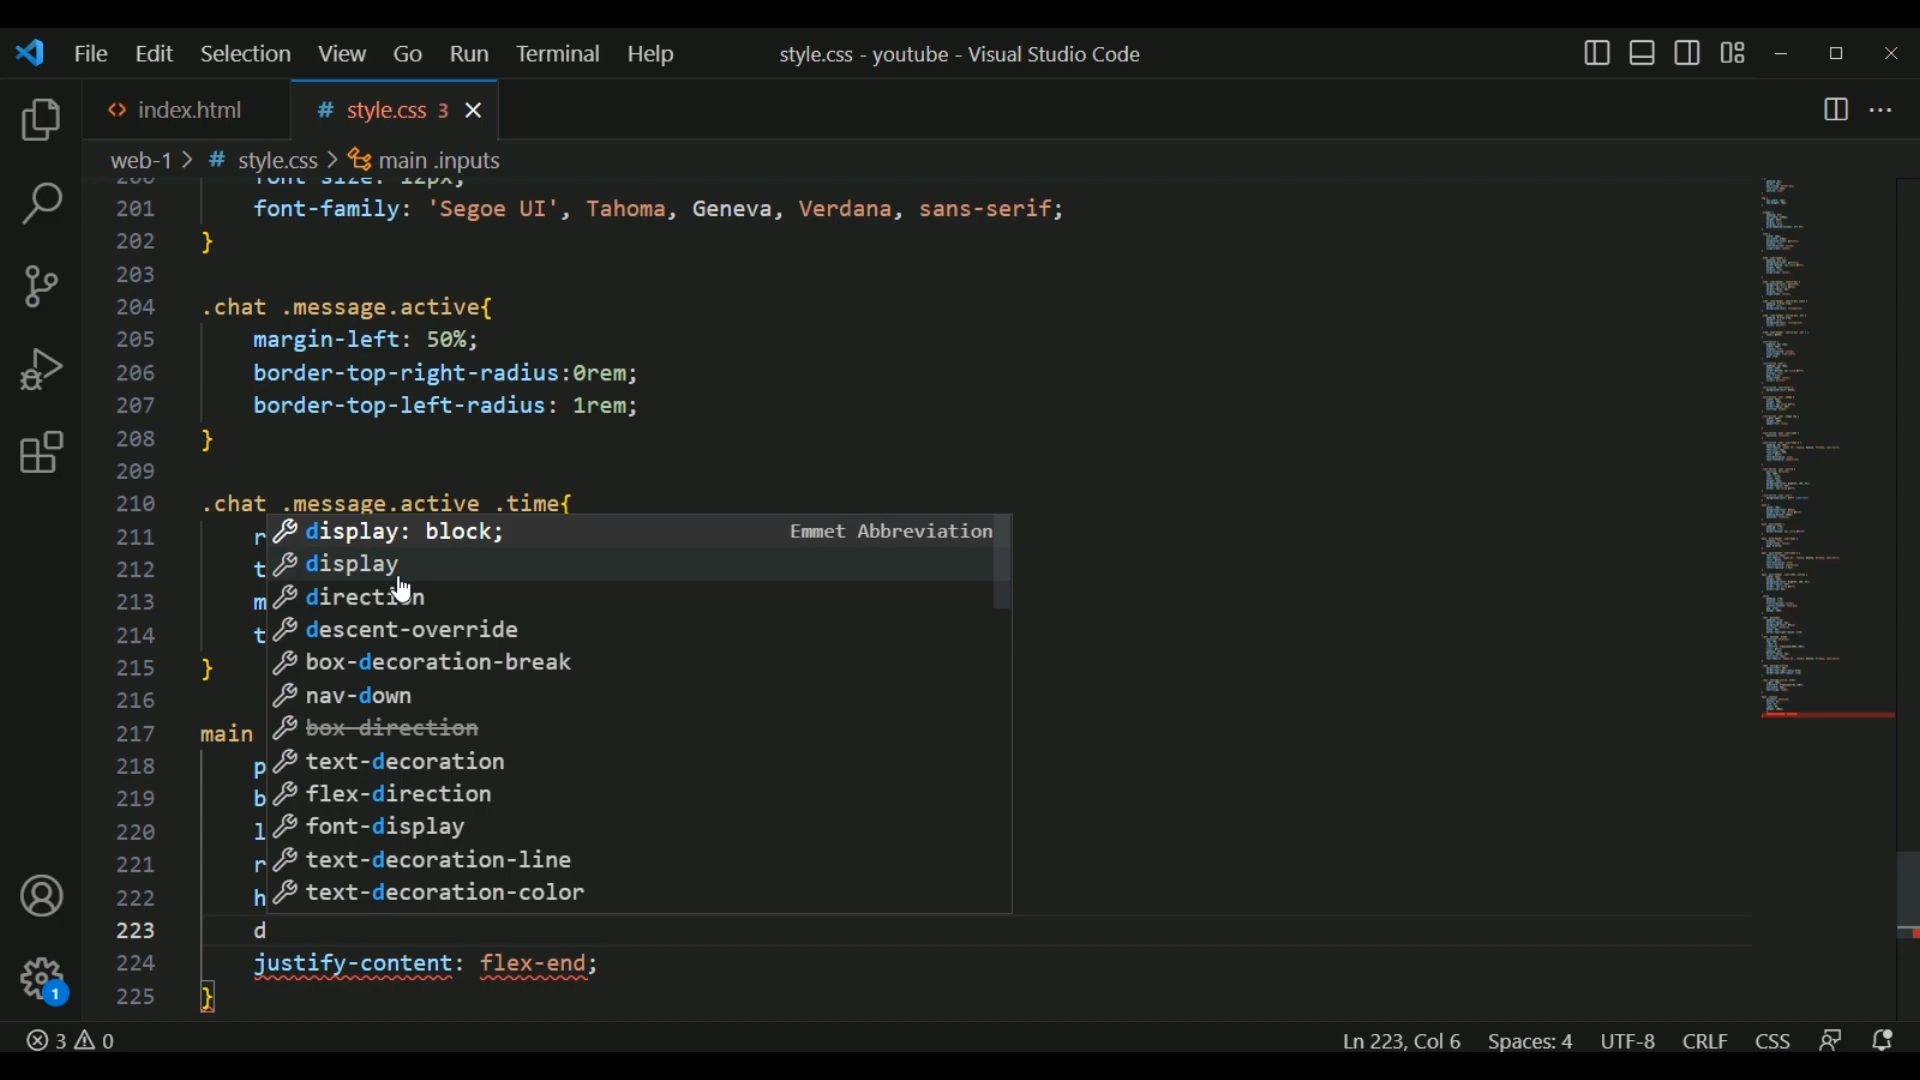 File Edit Selection View Go Run Terminal Help style.css - youtube - Visual Studio Code
<> index.html # style.css 3
web-1 > # style.css > main .inputs
200 font-size: 12px;
201 font-family: 'Segoe UI', Tahoma, Geneva, Verdana, sans-serif;
202 }
203
204 .chat .message.active{
205 margin-left: 50%;
206 border-top-right-radius:0rem;
207 border-top-left-radius: 1rem;
208 }
209
210 .chat .message.active .time{
211 r display: block; Emmet Abbreviation
212 t display
213 m direction
214 t descent-override
215 } box-decoration-break
216 nav-down
217 main box-direction
218 p text-decoration
219 b flex-direction
220 l font-display
221 r text-decoration-line
222 h text-decoration-color
223 d
224 justify-content: flex-end;
225 }
1
3 0 Ln 223, Col 6 Spaces: 4 UTF-8 CRLF CSS